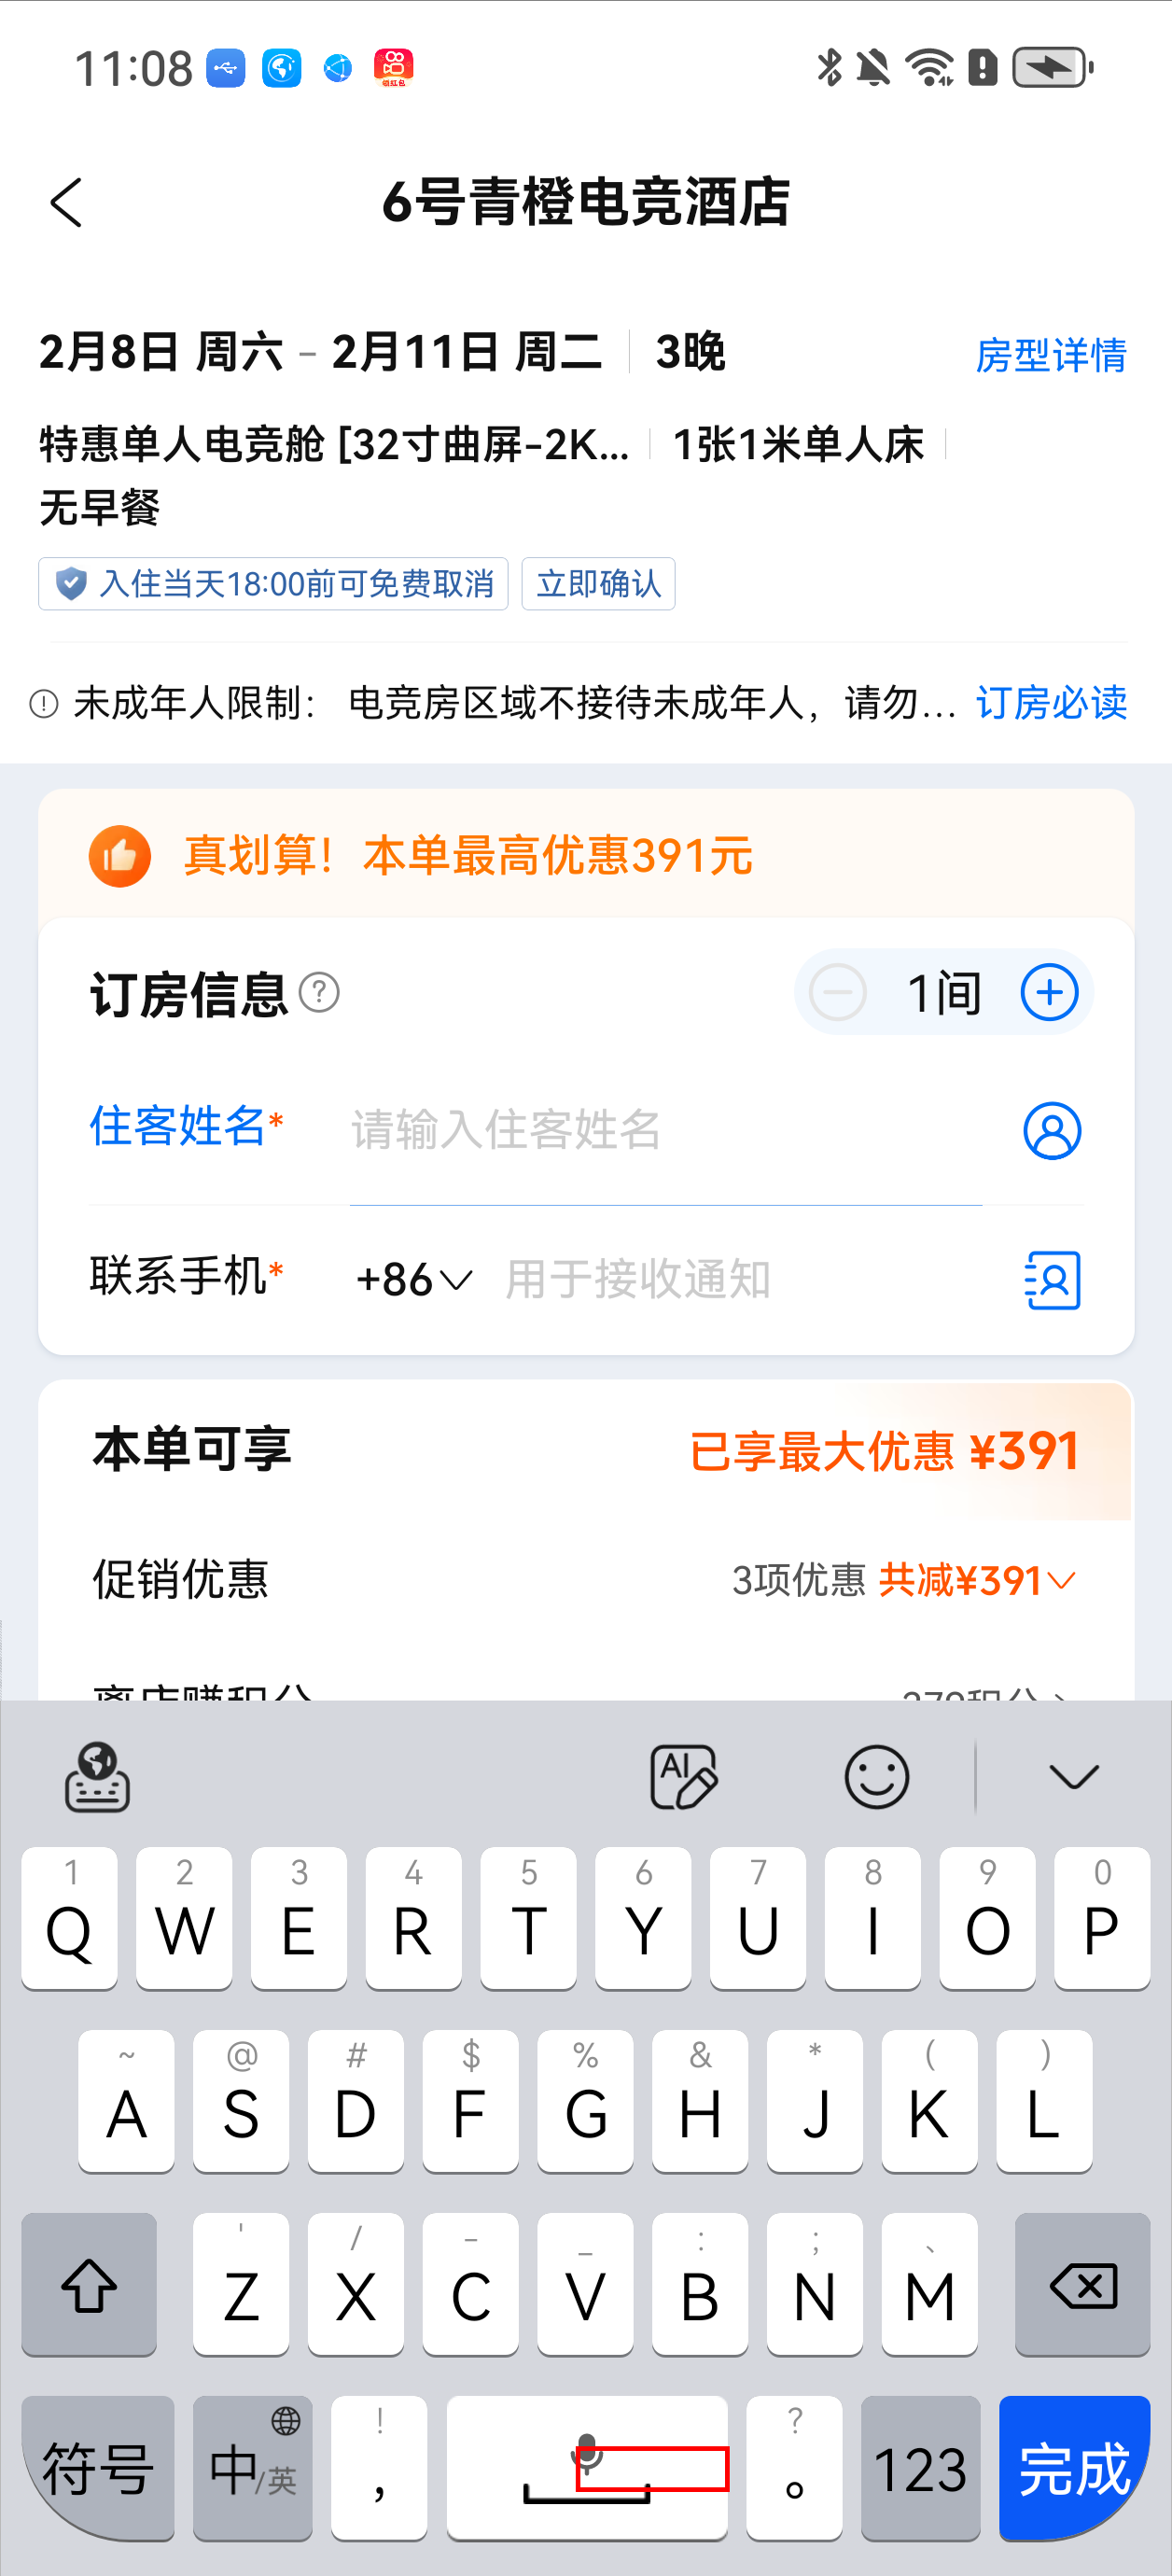 11:08
领红包
6号青橙电竞酒店
2月8日 周六 - 2月11日 周二 3晚 房型详情
特惠单人电竞舱 [32寸曲屏-2K... 1张1米单人床
无早餐
入住当天18:00前可免费取消 立即确认
未成年人限制: 电竞房区域不接待未成年人，请勿... 订房必读
真划算！本单最高优惠391元
订房信息 ? 1间
住客姓名* 请输入住客姓名
联系手机* +86 用于接收通知
本单可享 已享最大优惠 ¥391
促销优惠 3项优惠 共减¥391
AI
1 2 3 4 5 6 7 8 9 0
Q W E R T Y U I O P
~ @ # $ % & * ( )
A S D F G H J K L
' / - _ : ; 、
Z X C V B N M
! ?
符号 中/英 , 。 123 完成